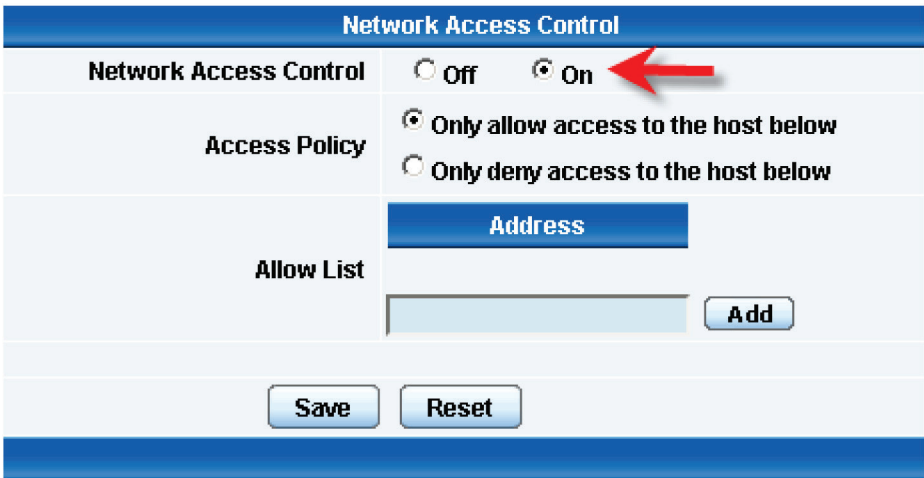 Network Access Control
Network Access Control Off On
Access Policy
Only allow access to the host below
Only deny access to the host below
Address
Allow List
Add
Save Reset